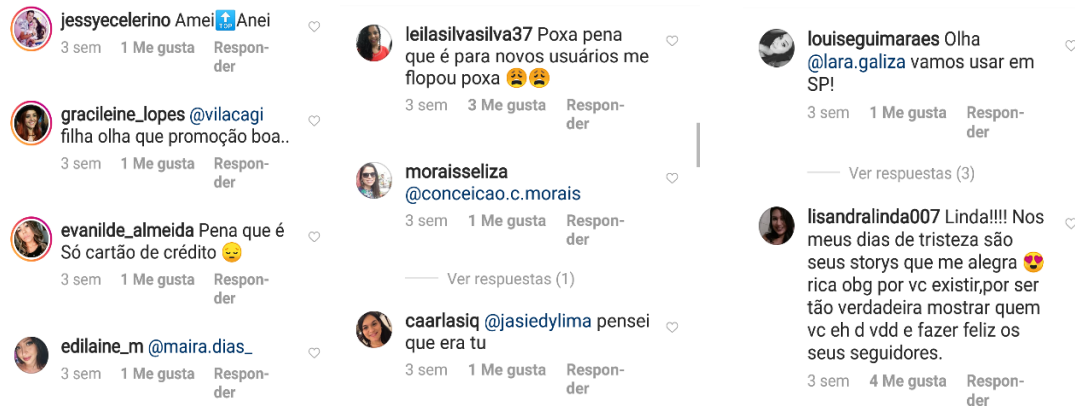 jessyecelerino Amei🔝Anei
3 sem 1 Me gusta Respon-
der
gracileine_lopes @vilacagi
filha olha que promoção boa..
3 sem 1 Me gusta Respon-
der
evanilde_almeida Pena que é
Só cartão de crédito 😔
3 sem 1 Me gusta Respon-
der
edilaine_m @maira.dias_
3 sem 1 Me gusta Respon-
der
leilasilvasilva37 Poxa pena
que é para novos usuários me
flopou poxa 😩😩
3 sem 3 Me gusta Respon-
der
moraisseliza
@conceicao.c.morais
3 sem 1 Me gusta Respon-
der
Ver respuestas (1)
caarlasiq @jasiedylima pensei
que era tu
3 sem 1 Me gusta Respon-
der
louiseguimaraes Olha
@lara.galiza vamos usar em
SP!
3 sem 1 Me gusta Respon-
der
Ver respuestas (3)
lisandralinda007 Linda!!!! Nos
meus dias de tristeza são
seus storys que me alegra 😍
rica obg por vc existir,por ser
tão verdadeira mostrar quem
vc eh d vdd e fazer feliz os
seus seguidores.
3 sem 4 Me gusta Respon-
der